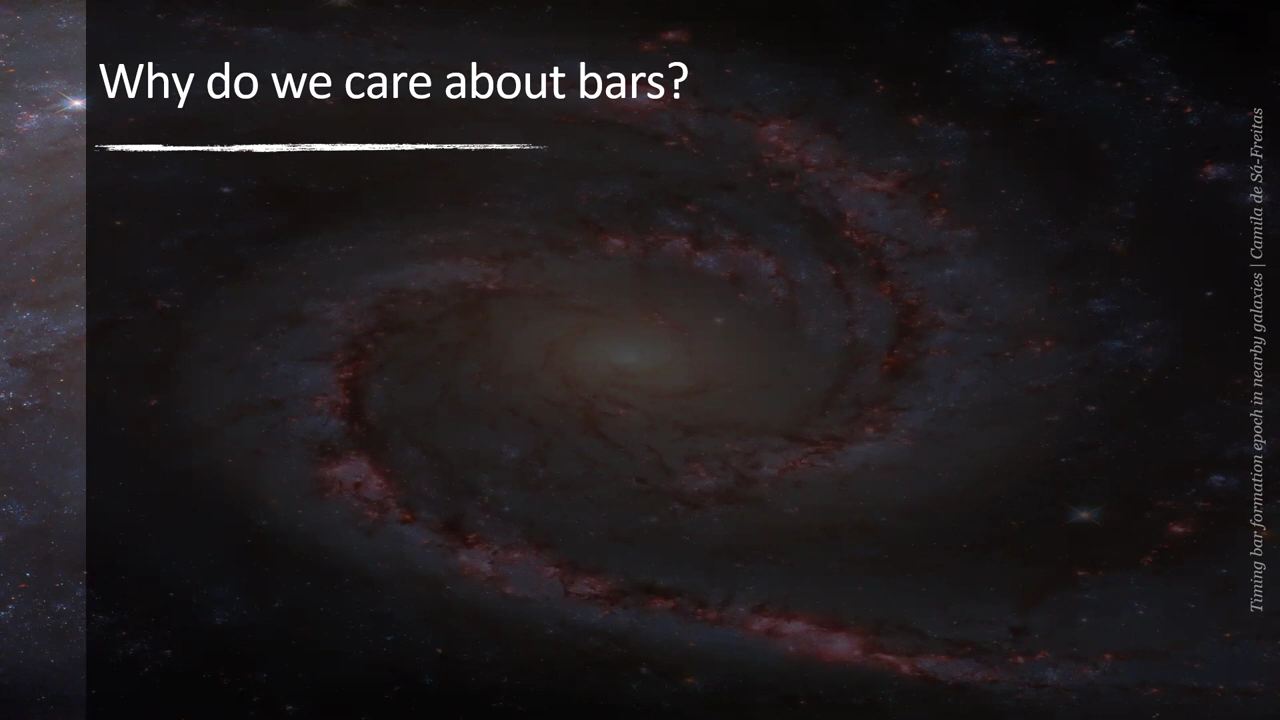 Why do we care about bars?
Timing bar formation epoch in nearby galaxies | Camila de Sá-Freitas